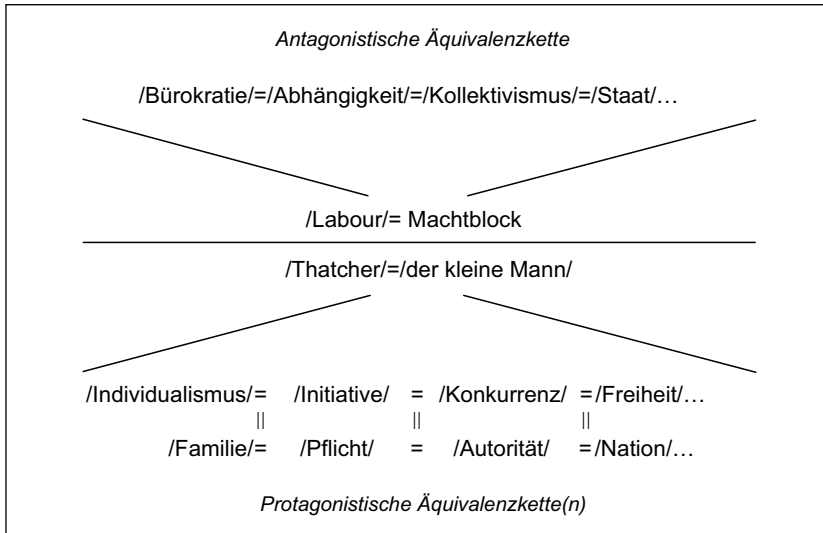 Antagonistische Äquivalenzkette
/Bürokratie/=/Abhängigkeit/=/Kollektivismus/=/Staat/…
/Labour/= Machtblock
/Thatcher/=/der kleine Mann/
/Individualismus/= /Initiative/ = /Konkurrenz/ =/Freiheit/…
|| || ||
/Familie/= /Pflicht/ = /Autorität/ =/Nation/…
Protagonistische Äquivalenzkette(n)